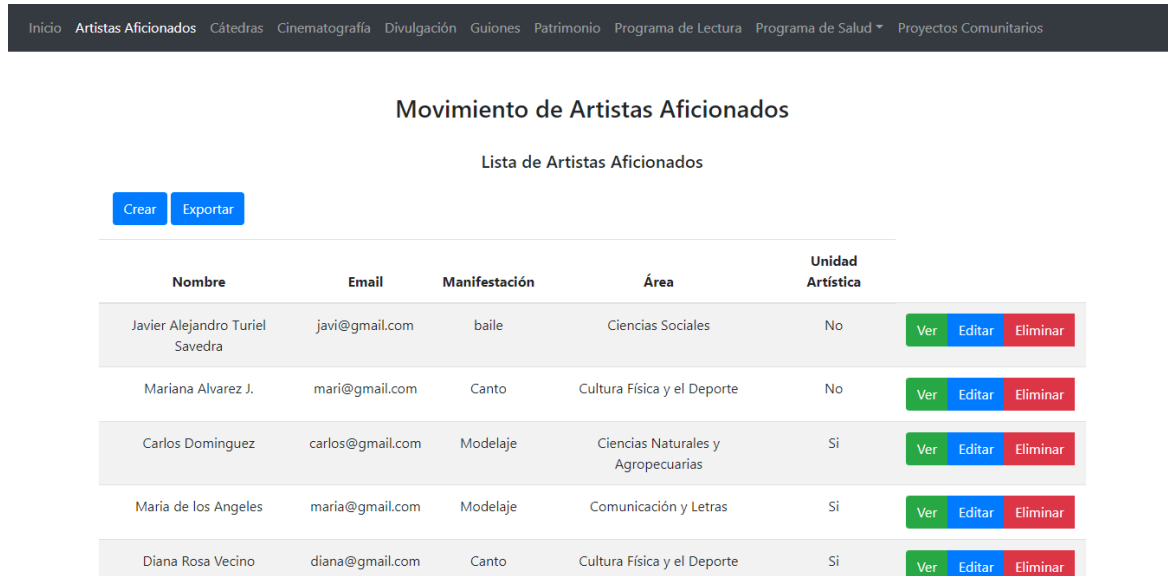 Inicio Artistas Aficionados Cátedras Cinematografía Divulgación Guiones Patrimonio Programa de Lectura Programa de Salud Proyectos Comunitarios
Movimiento de Artistas Aficionados
Lista de Artistas Aficionados
Crear Exportar
Unidad
Nombre Email Manifestación Área Artística
Javier Alejandro Turiel javi@gmail.com baile Ciencias Sociales No
Savedra Ver Editar Eliminar
Mariana Alvarez J. mari@gmail.com Canto Cultura Física y el Deporte No Ver Editar Eliminar
Carlos Dominguez carlos@gmail.com Modelaje Ciencias Naturales y Si Ver Editar Eliminar
Agropecuarias
Maria de los Angeles maria@gmail.com Modelaje Comunicación y Letras Si Ver Editar Eliminar
Diana Rosa Vecino diana@gmail.com Canto Cultura Física y el Deporte Si Ver Editar Eliminar